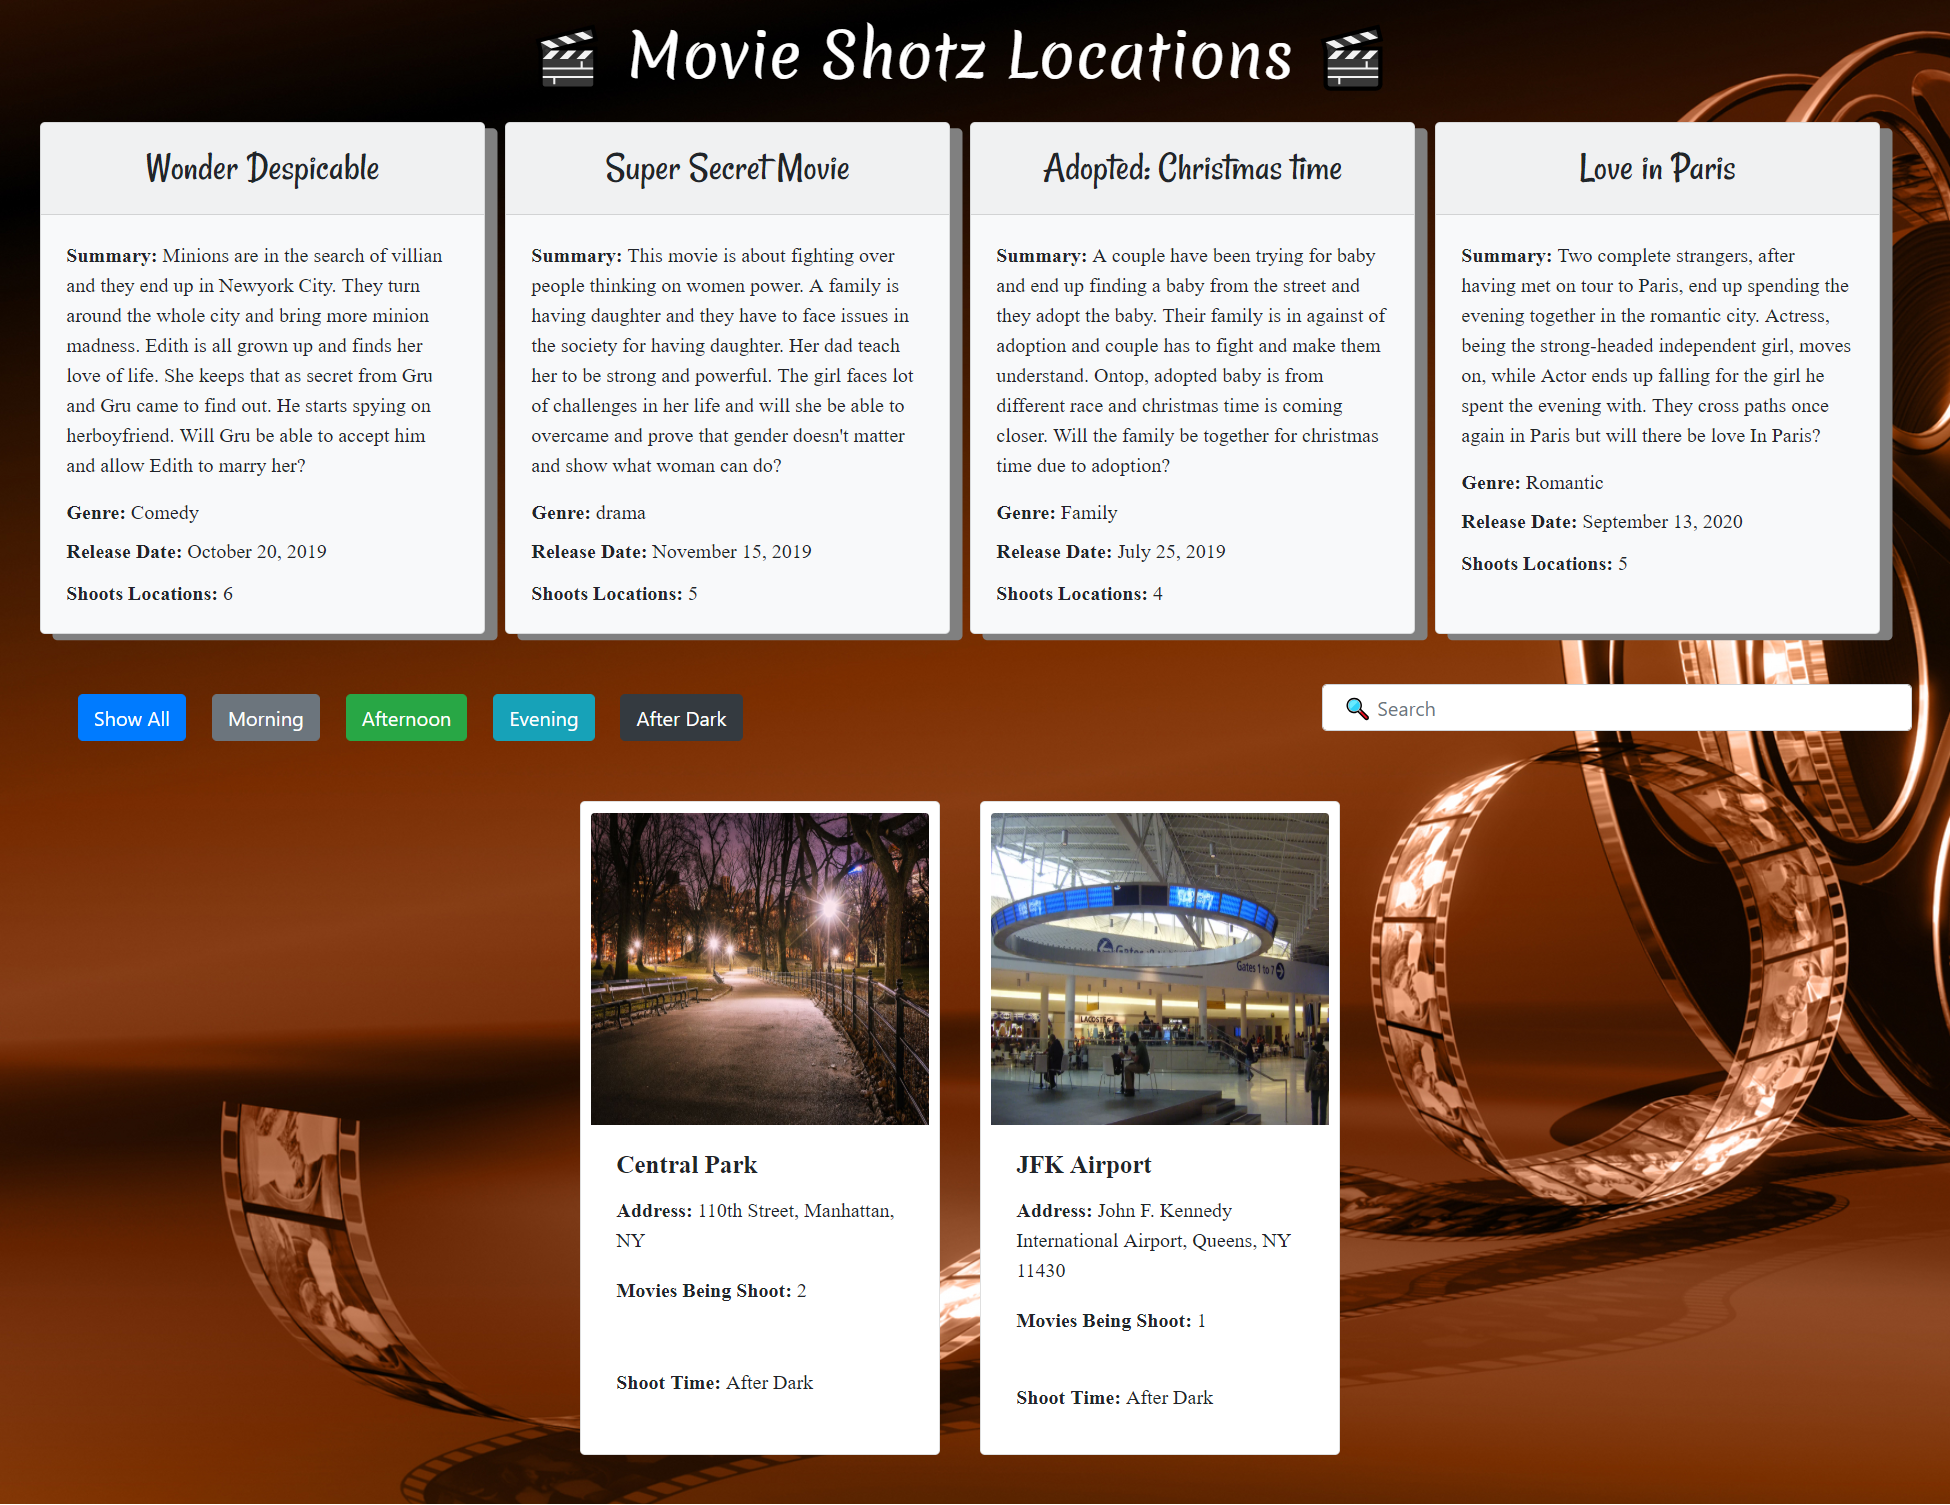 Movie Shotz Locations
Wonder Despicable
Summary: Minions are in the search of villian
and they end up in Newyork City. They turn
around the whole city and bring more minion
madness. Edith is all grown up and finds her
love of life. She keeps that as secret from Gru
and Gru came to find out. He starts spying on
herboyfriend. Will Gru be able to accept him
and allow Edith to marry her?
Genre: Comedy
Release Date: October 20, 2019
Shoots Locations: 6
Super Secret Movie
Summary: This movie is about fighting over
people thinking on women power. A family is
having daughter and they have to face issues in
the society for having daughter. Her dad teach
her to be strong and powerful. The girl faces lot
of challenges in her life and will she be able to
overcame and prove that gender doesn't matter
and show what woman can do?
Genre: drama
Release Date: November 15, 2019
Shoots Locations: 5
Adopted: Christmas time
Summary: A couple have been trying for baby
and end up finding a baby from the street and
they adopt the baby. Their family is in against of
adoption and couple has to fight and make them
understand. Ontop, adopted baby is from
different race and christmas time is coming
closer. Will the family be together for christmas
time due to adoption?
Genre: Family
Release Date: July 25, 2019
Shoots Locations: 4
Love in Paris
Summary: Two complete strangers, after
having met on tour to Paris, end up spending the
evening together in the romantic city. Actress,
being the strong-headed independent girl, moves
on, while Actor ends up falling for the girl he
spent the evening with. They cross paths once
again in Paris but will there be love In Paris?
Genre: Romantic
Release Date: September 13, 2020
Shoots Locations: 5
Show All
Morning
Afternoon
Evening
After Dark
Search
Central Park
Address: 110th Street, Manhattan,
NY
Movies Being Shoot: 2
Shoot Time: After Dark
Gates
Gates 1 to 7
LACOSTE
JFK Airport
Address: John F. Kennedy
International Airport, Queens, NY
11430
Movies Being Shoot: 1
Shoot Time: After Dark